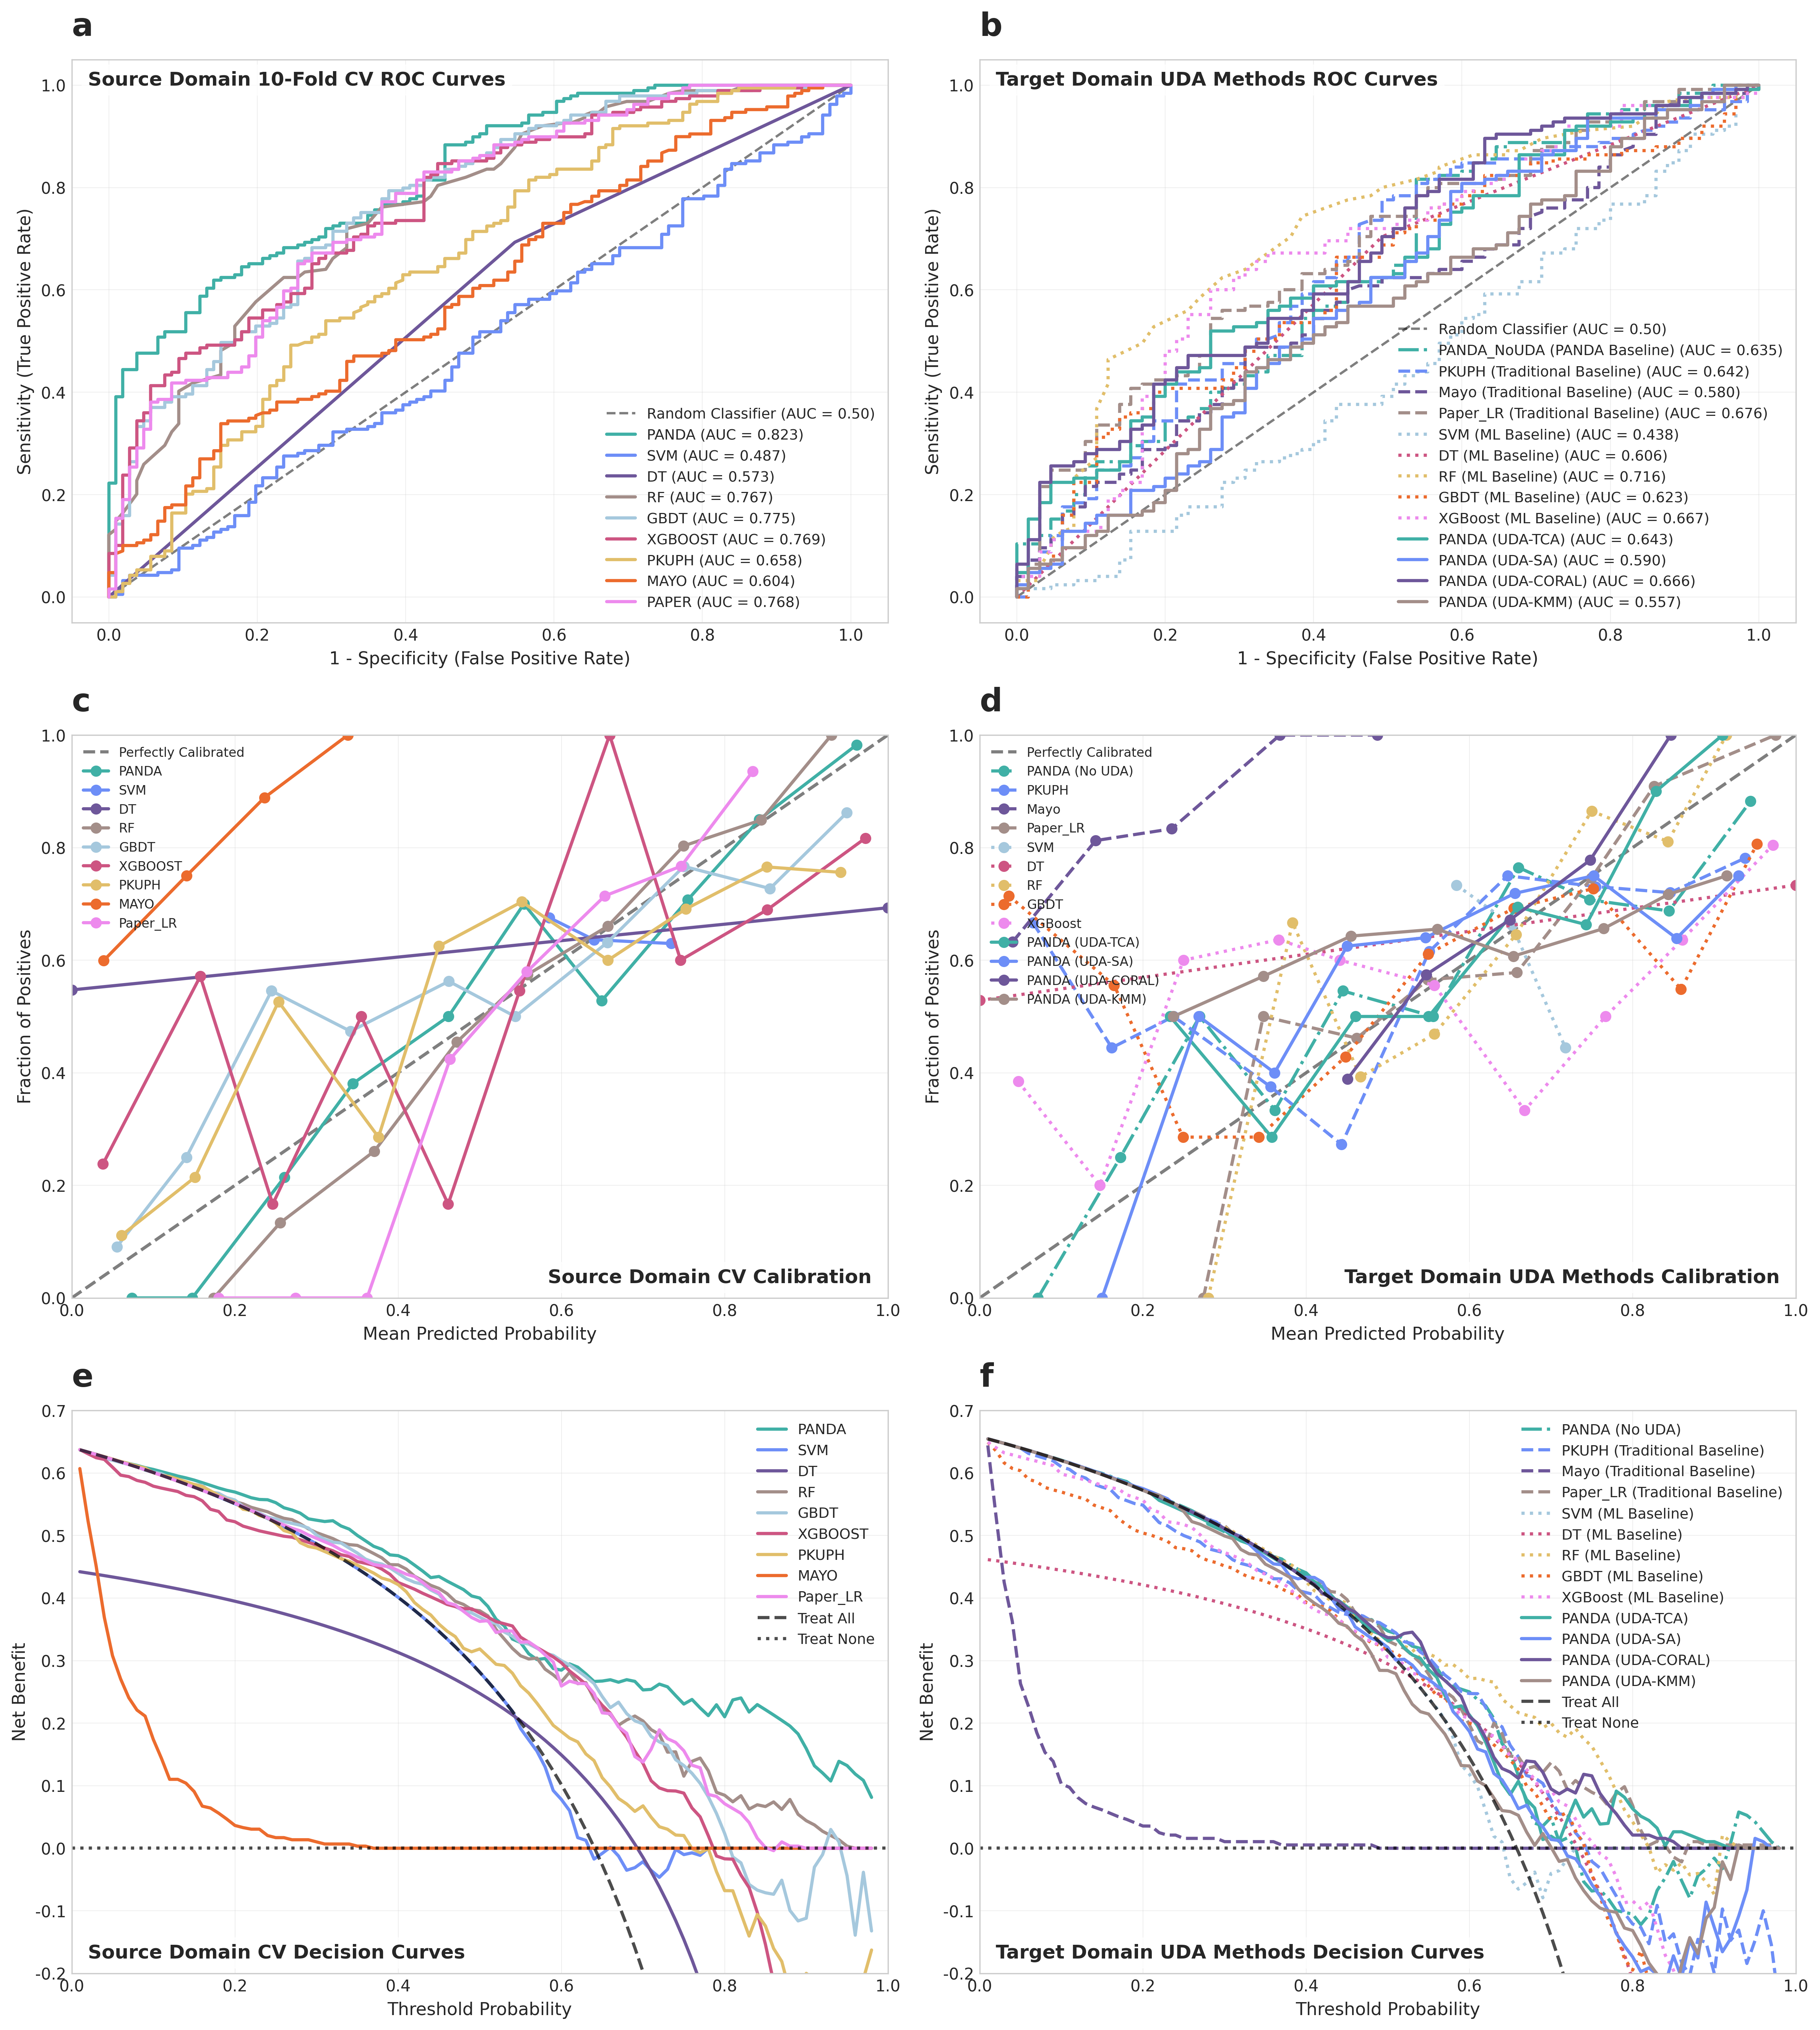 a
Source Domain 10-Fold CV ROC Curves
Sensitivity (True Positive Rate)
1.0
0.8
0.6
0.4
0.2
0.0
Random Classifier (AUC = 0.50)
PANDA (AUC = 0.823)
SVM (AUC = 0.487)
DT (AUC = 0.573)
RF (AUC = 0.767)
GBDT (AUC = 0.775)
XGBOOST (AUC = 0.769)
PKUPH (AUC = 0.658)
MAYO (AUC = 0.604)
PAPER (AUC = 0.768)
0.0 0.2 0.4 0.6 0.8 1.0
1 - Specificity (False Positive Rate)
b
Target Domain UDA Methods ROC Curves
Sensitivity (True Positive Rate)
1.0
0.8
0.6
0.4
0.2
0.0
Random Classifier (AUC = 0.50)
PANDA_NoUDA (PANDA Baseline) (AUC = 0.635)
PKUPH (Traditional Baseline) (AUC = 0.642)
Mayo (Traditional Baseline) (AUC = 0.580)
Paper_LR (Traditional Baseline) (AUC = 0.676)
SVM (ML Baseline) (AUC = 0.438)
DT (ML Baseline) (AUC = 0.606)
RF (ML Baseline) (AUC = 0.716)
GBDT (ML Baseline) (AUC = 0.623)
XGBoost (ML Baseline) (AUC = 0.667)
PANDA (UDA-TCA) (AUC = 0.643)
PANDA (UDA-SA) (AUC = 0.590)
PANDA (UDA-CORAL) (AUC = 0.666)
PANDA (UDA-KMM) (AUC = 0.557)
0.0 0.2 0.4 0.6 0.8 1.0
1 - Specificity (False Positive Rate)
c
Fraction of Positives
1.0
0.8
0.6
0.4
0.2
0.0
Perfectly Calibrated
PANDA
SVM
DT
RF
GBDT
XGBOOST
PKUPH
MAYO
Paper_LR
Source Domain CV Calibration
0.0 0.2 0.4 0.6 0.8 1.0
Mean Predicted Probability
d
Fraction of Positives
1.0
0.8
0.6
0.4
0.2
0.0
Perfectly Calibrated
PANDA (No UDA)
PKUPH
Mayo
Paper_LR
SVM
DT
RF
GBDT
XGBoost
PANDA (UDA-TCA)
PANDA (UDA-SA)
PANDA (UDA-CORAL)
PANDA (UDA-KMM)
Target Domain UDA Methods Calibration
0.0 0.2 0.4 0.6 0.8 1.0
Mean Predicted Probability
e
Net Benefit
0.7
0.6
0.5
0.4
0.3
0.2
0.1
0.0
-0.1
-0.2
PANDA
SVM
DT
RF
GBDT
XGBOOST
PKUPH
MAYO
Paper_LR
Treat All
Treat None
Source Domain CV Decision Curves
0.0 0.2 0.4 0.6 0.8 1.0
Threshold Probability
f
Net Benefit
0.7
0.6
0.5
0.4
0.3
0.2
0.1
0.0
-0.1
-0.2
PANDA (No UDA)
PKUPH (Traditional Baseline)
Mayo (Traditional Baseline)
Paper_LR (Traditional Baseline)
SVM (ML Baseline)
DT (ML Baseline)
RF (ML Baseline)
GBDT (ML Baseline)
XGBoost (ML Baseline)
PANDA (UDA-TCA)
PANDA (UDA-SA)
PANDA (UDA-CORAL)
PANDA (UDA-KMM)
Treat All
Treat None
Target Domain UDA Methods Decision Curves
0.0 0.2 0.4 0.6 0.8 1.0
Threshold Probability